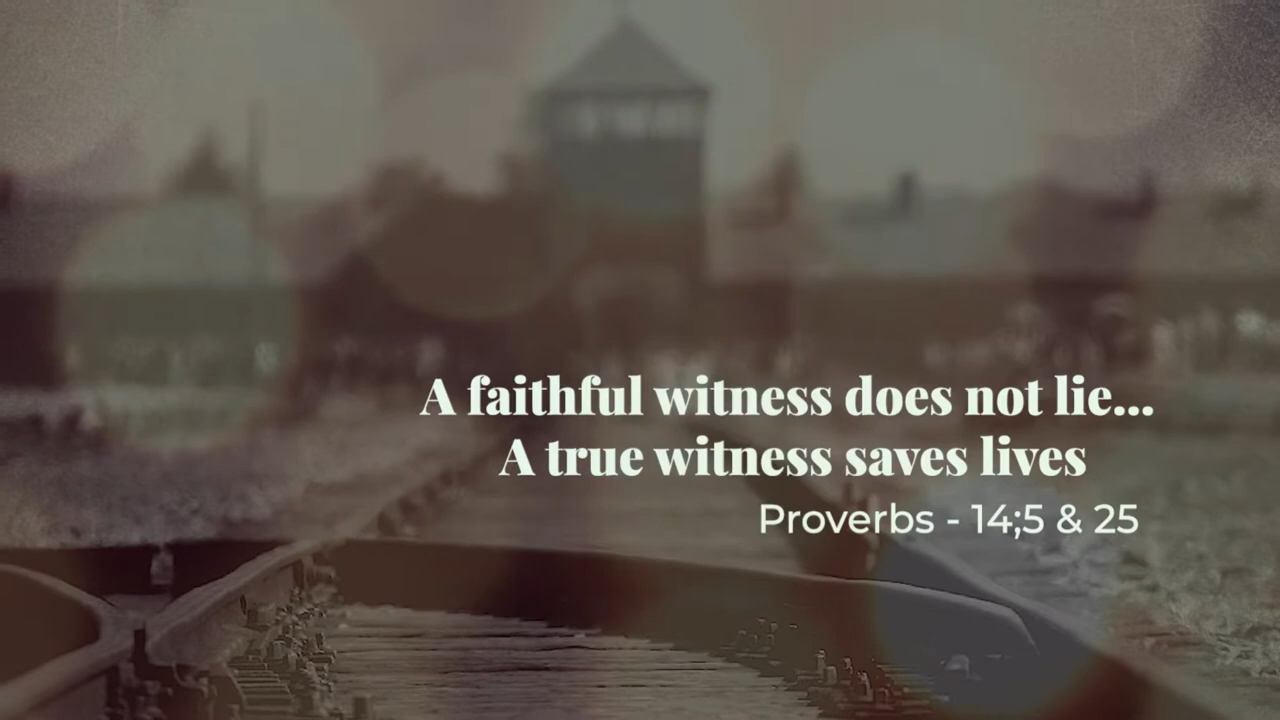 A faithful witness does not lie...
A true witness saves lives
Proverbs - 14;5 & 25